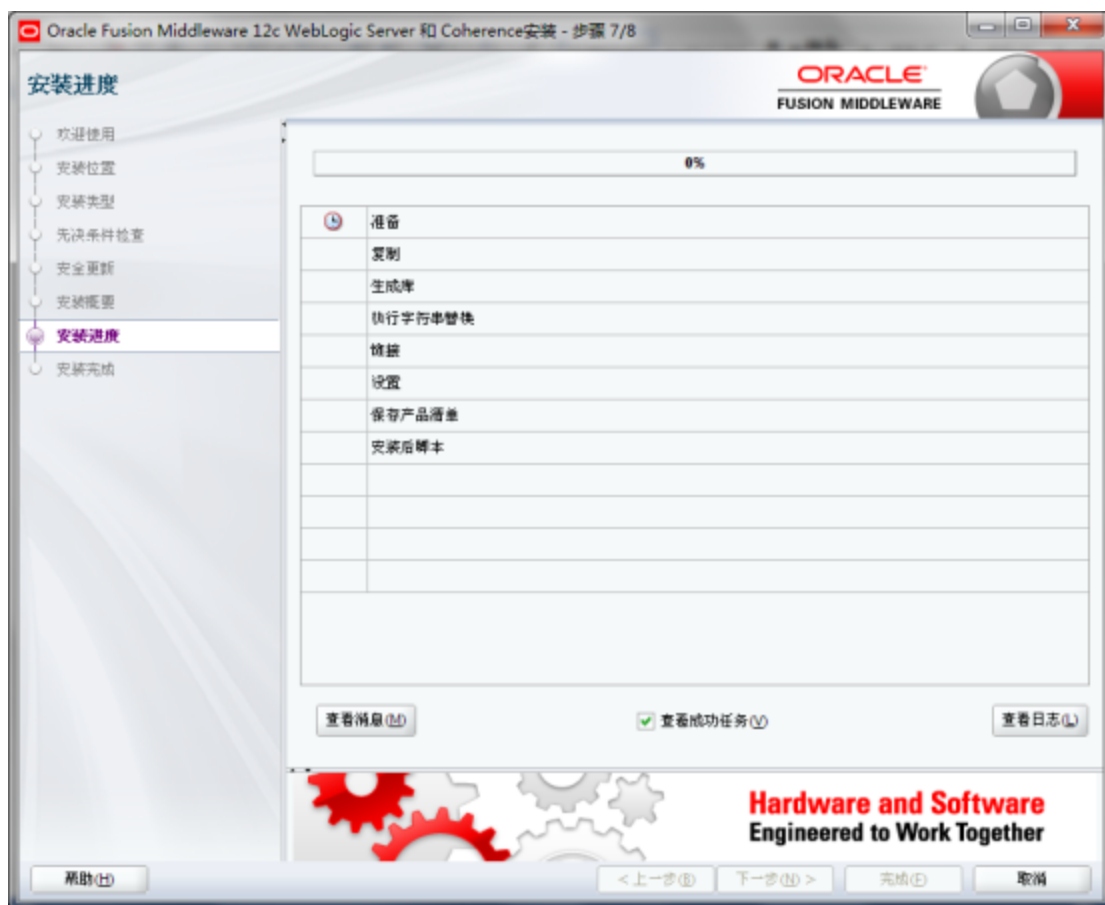 Oracle Fusion Middleware 12c WebLogic Server 和 Coherence安装 - 步骤 7/8
安装进度
ORACLE
FUSION MIDDLEWARE
欢迎使用
安装位置
安装类型
先决条件检查
安全更新
安装概要
安装进度
安装完成
0%
准备
复制
生成库
执行字符串替换
链接
设置
保存产品清单
安装后脚本
查看消息(M)
查看成功任务(V)
查看日志(L)
Hardware and Software
Engineered to Work Together
帮助(H)
<上一步(B)
下一步(N) >
完成(F)
取消